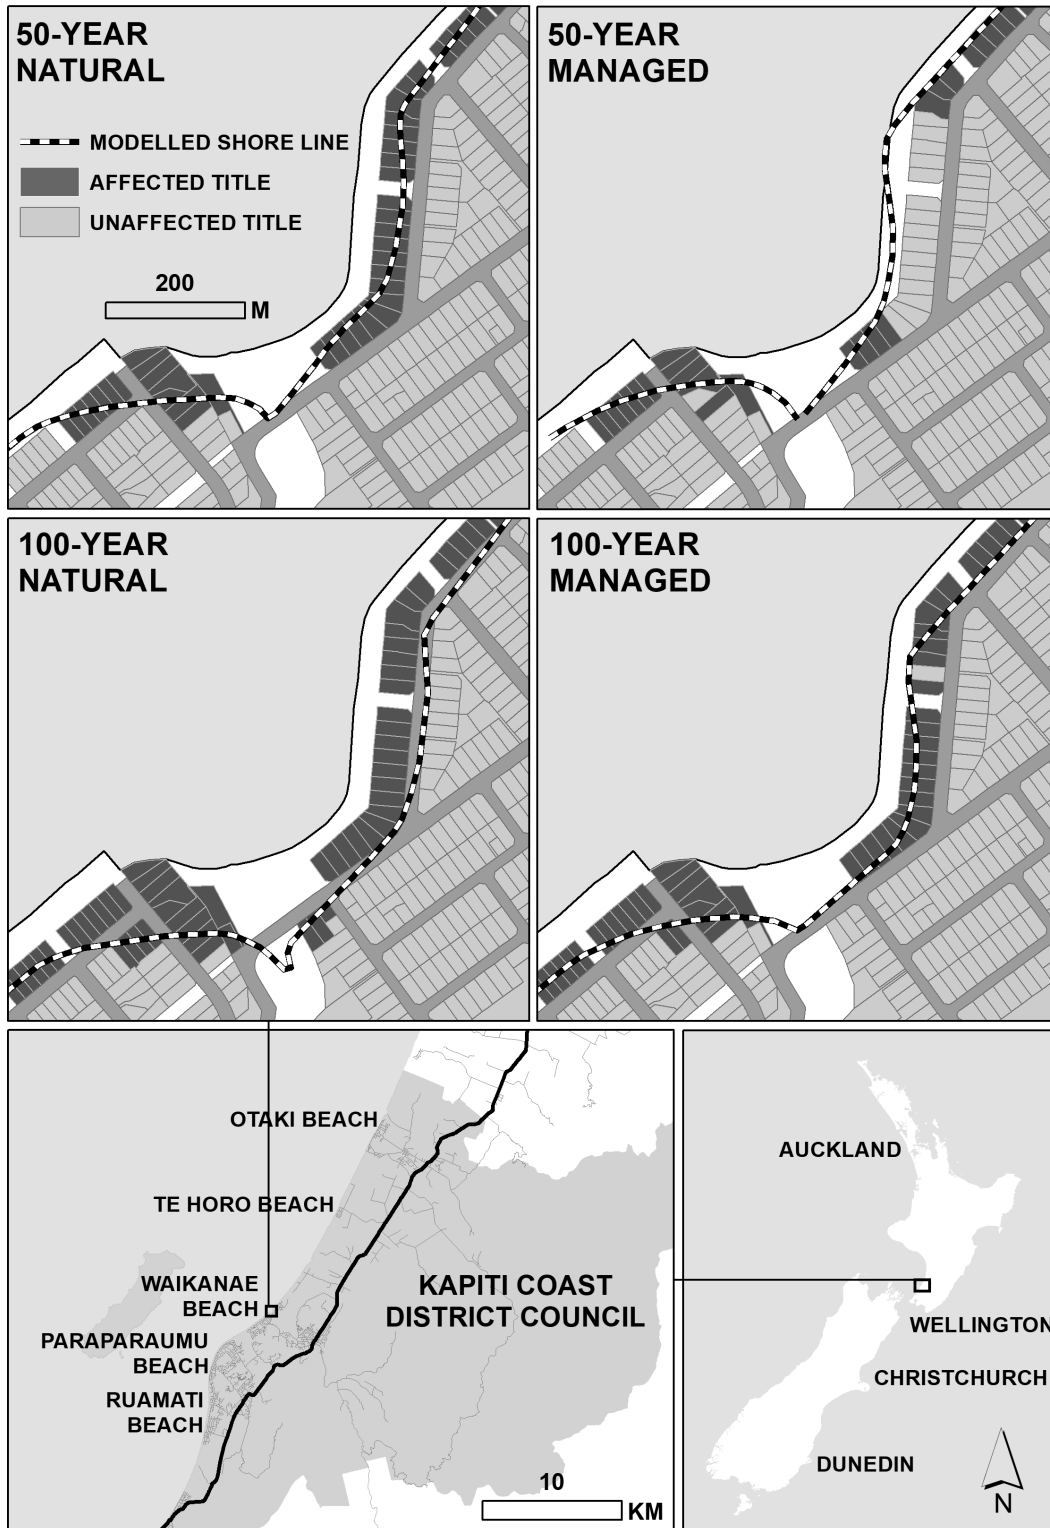 50-YEAR
NATURAL
MODELLED SHORE LINE
AFFECTED TITLE
UNAFFECTED TITLE
200
M
50-YEAR
MANAGED
100-YEAR
NATURAL
100-YEAR
MANAGED
OTAKI BEACH
TE HORO BEACH
WAIKANAE
BEACH
PARAPARAUMU
BEACH
RUAMATI
BEACH
KAPITI COAST
DISTRICT COUNCIL
10
KM
AUCKLAND
WELLINGTON
CHRISTCHURCH
DUNEDIN
N